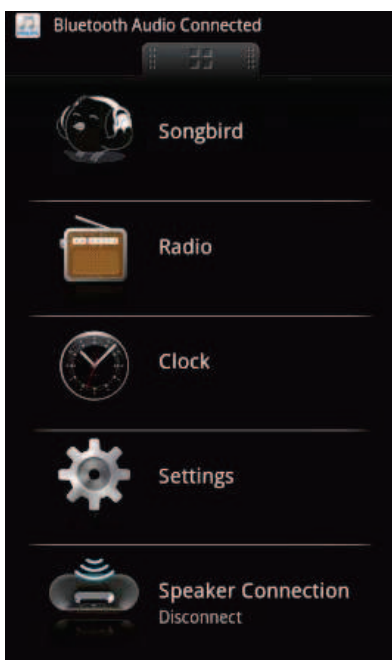 Bluetooth Audio Connected
Songbird
Radio
Clock
Settings
Speaker Connection
Disconnect